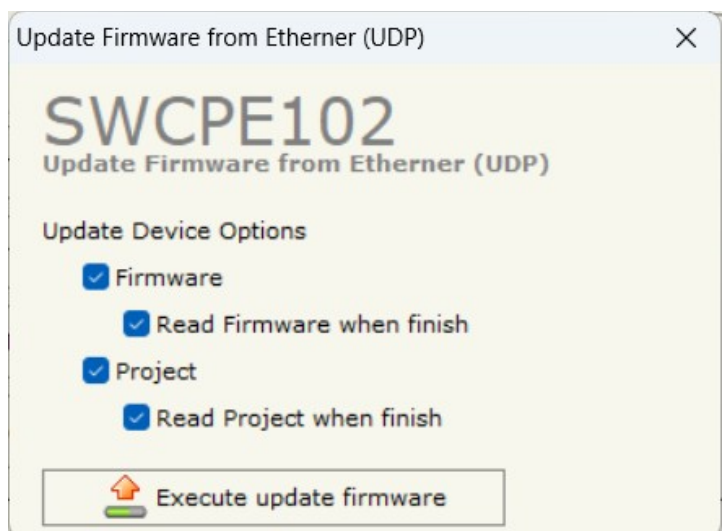 Update Firmware from Etherner (UDP)
SWCPE102
Update Firmware from Etherner (UDP)
Update Device Options
Firmware
Read Firmware when finish
Project
Read Project when finish
Execute update firmware